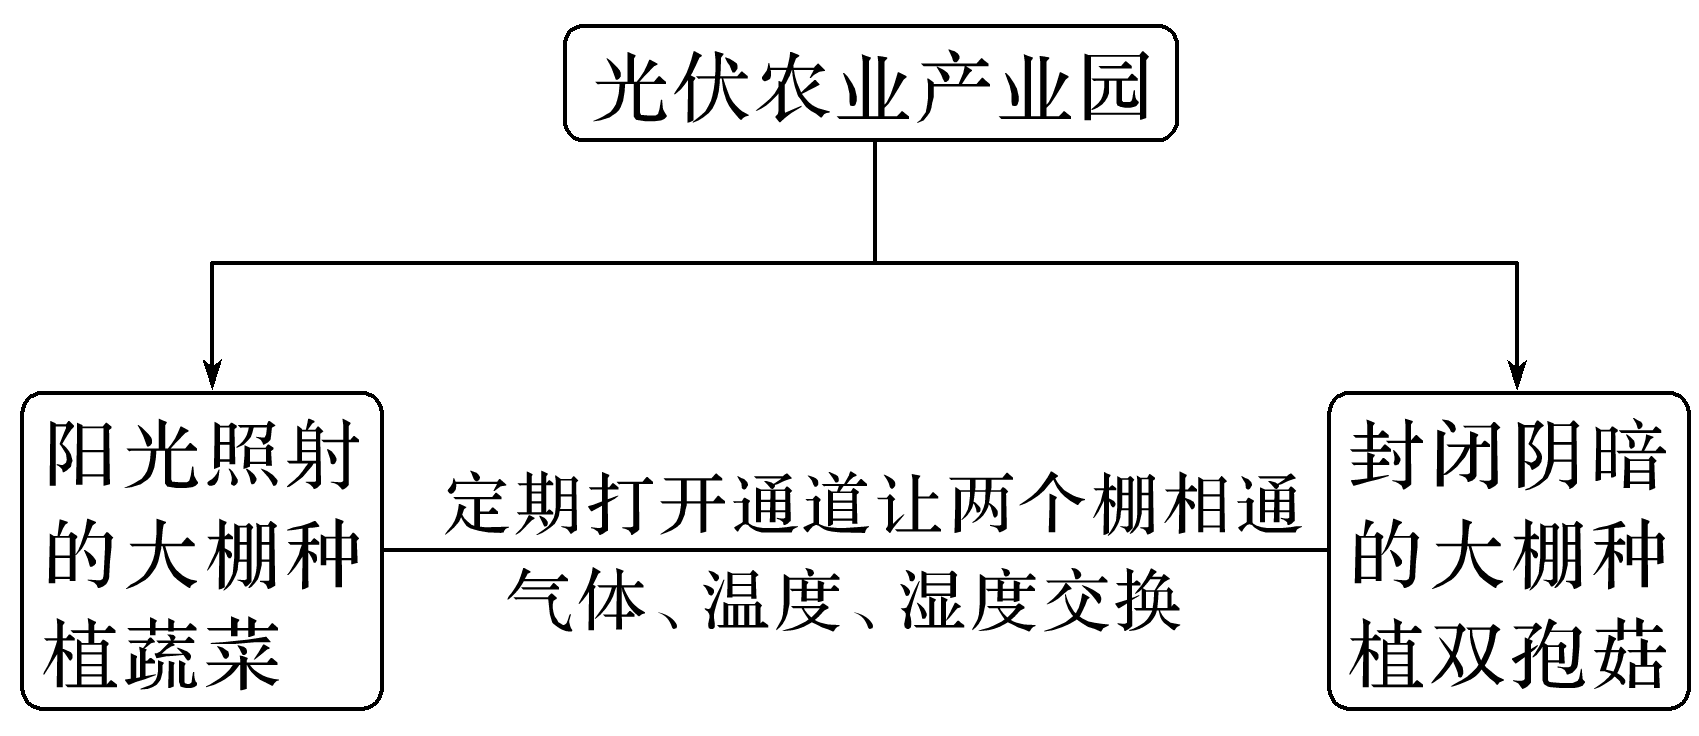 光伏农业产业园
阳光照射
的大棚种
植蔬菜
定期打开通道让两个棚相通
气体、温度、湿度交换
封闭阴暗
的大棚种
植双孢菇